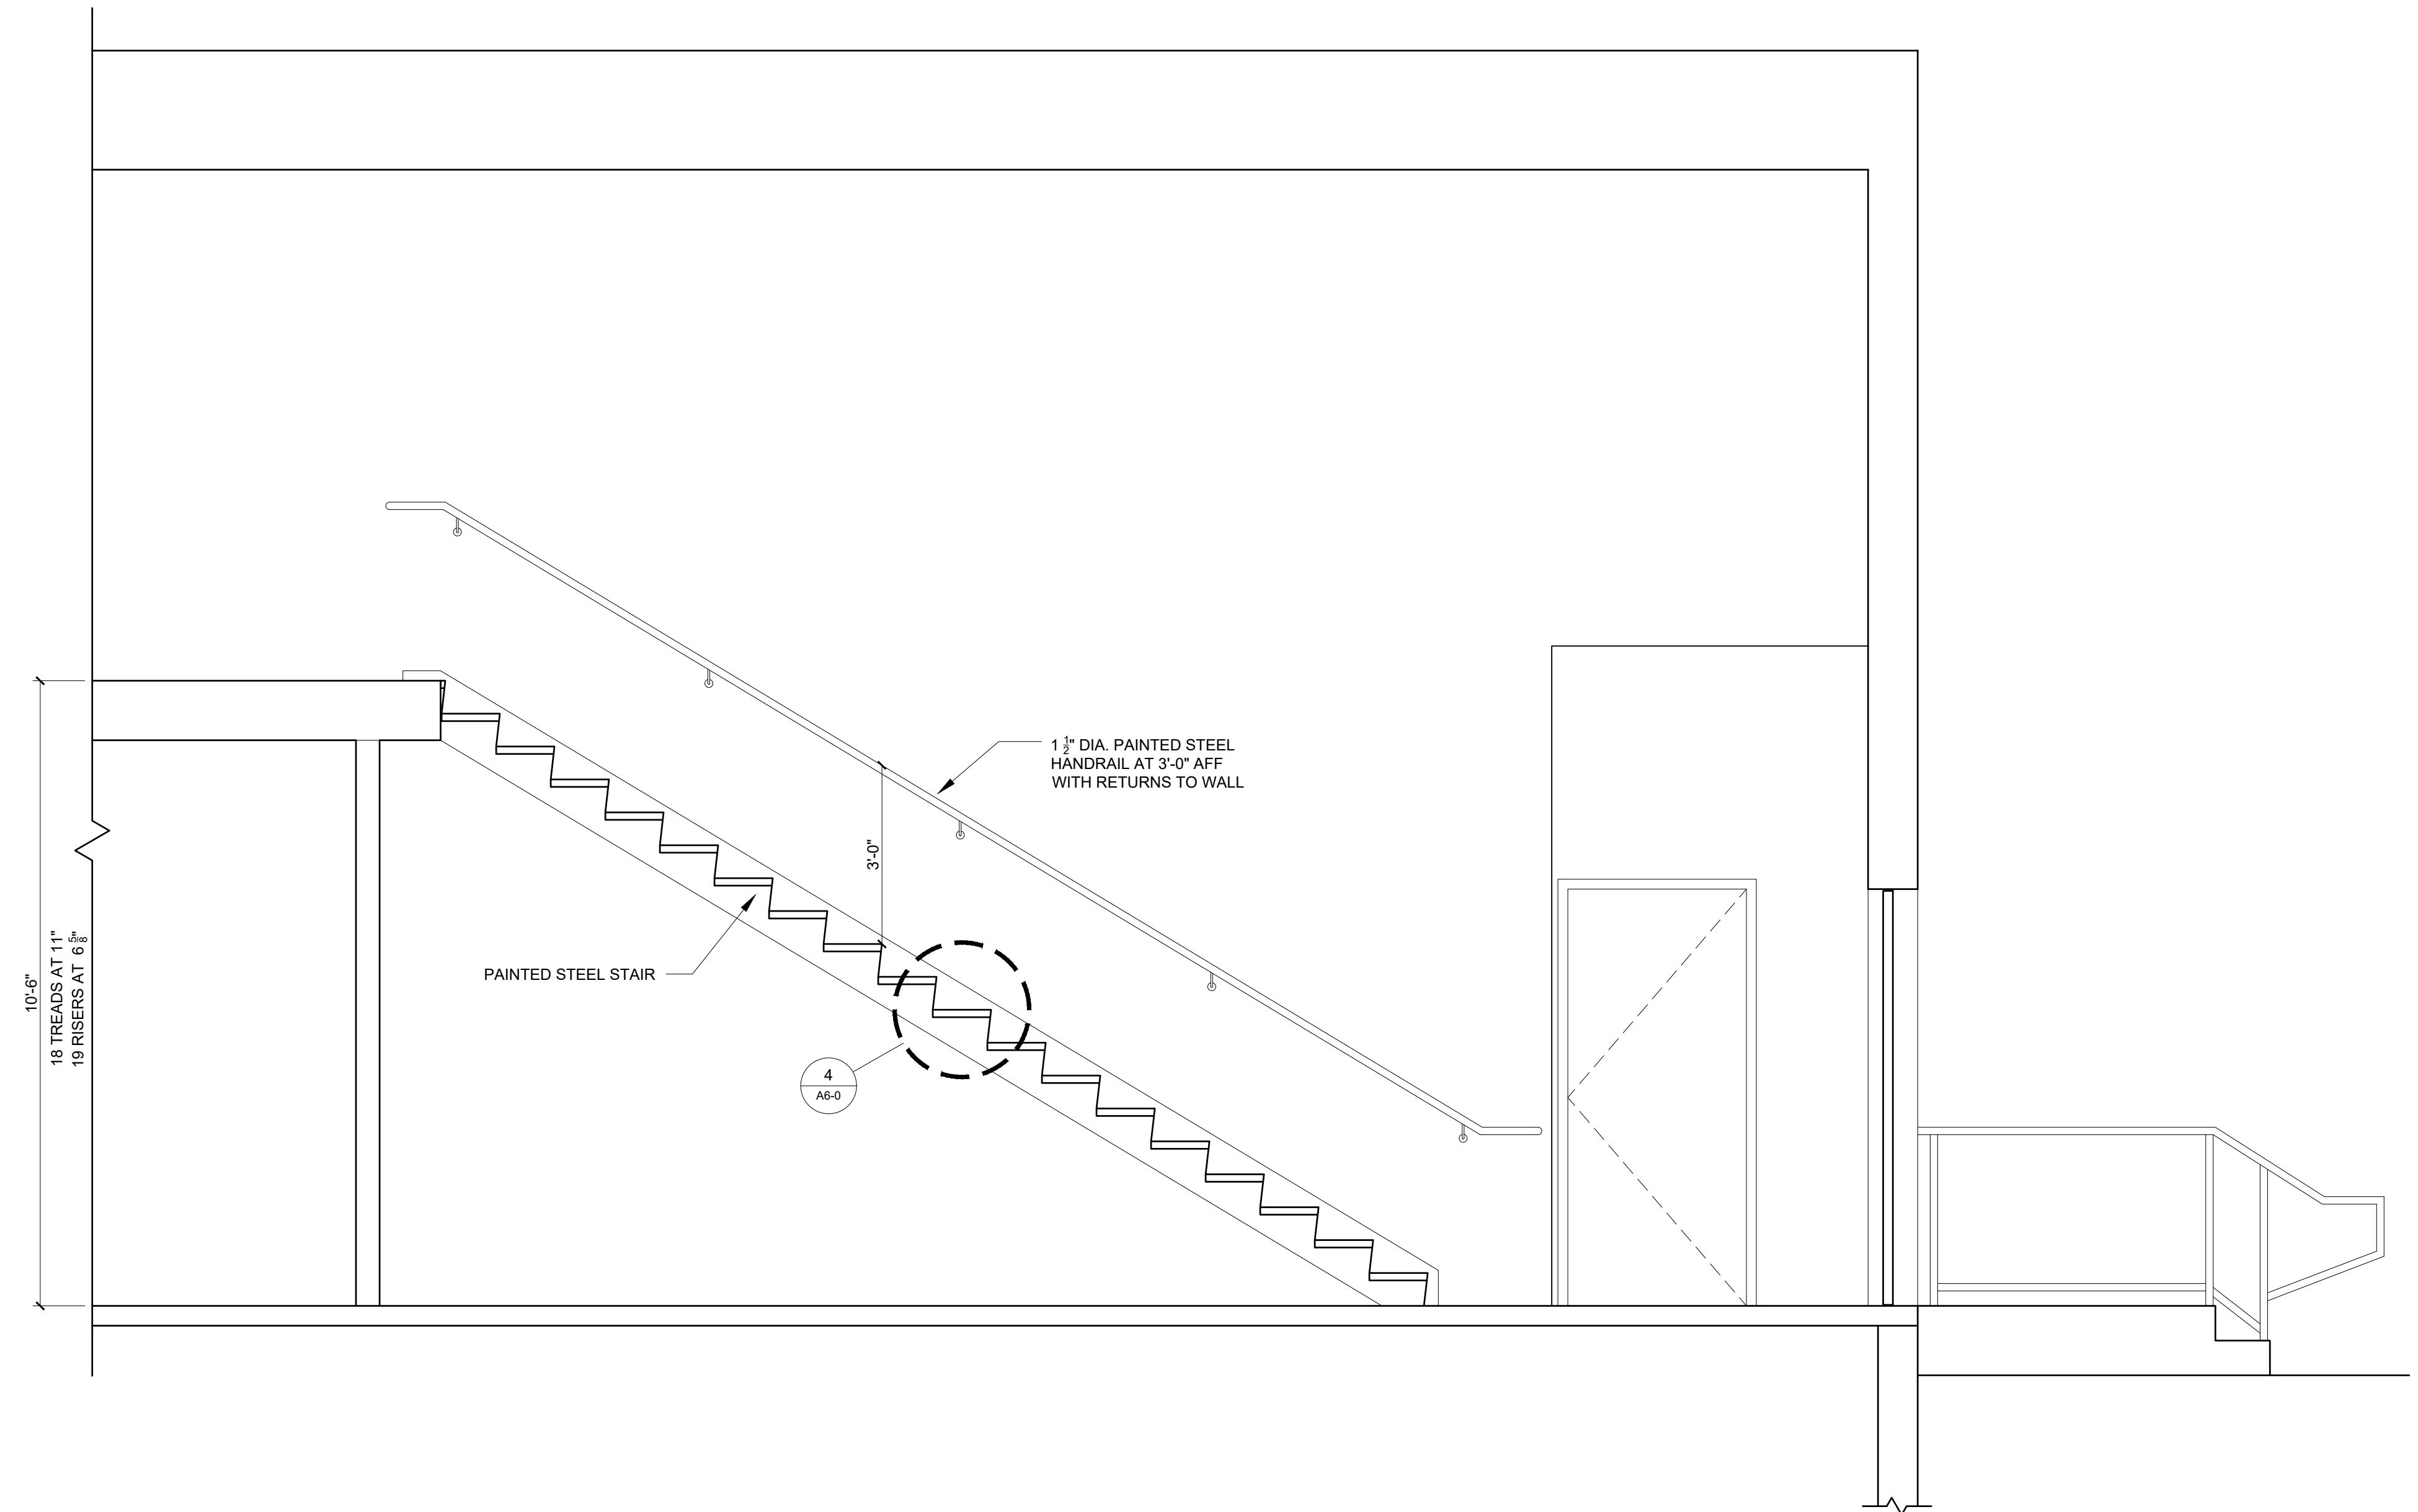 1 1/2" DIA. PAINTED STEEL
HANDRAIL AT 3'-0" AFF
WITH RETURNS TO WALL
3'-0"
PAINTED STEEL STAIR
10'-6"
18 TREADS AT 11"
19 RISERS AT 6 5/8"
4
A6-0